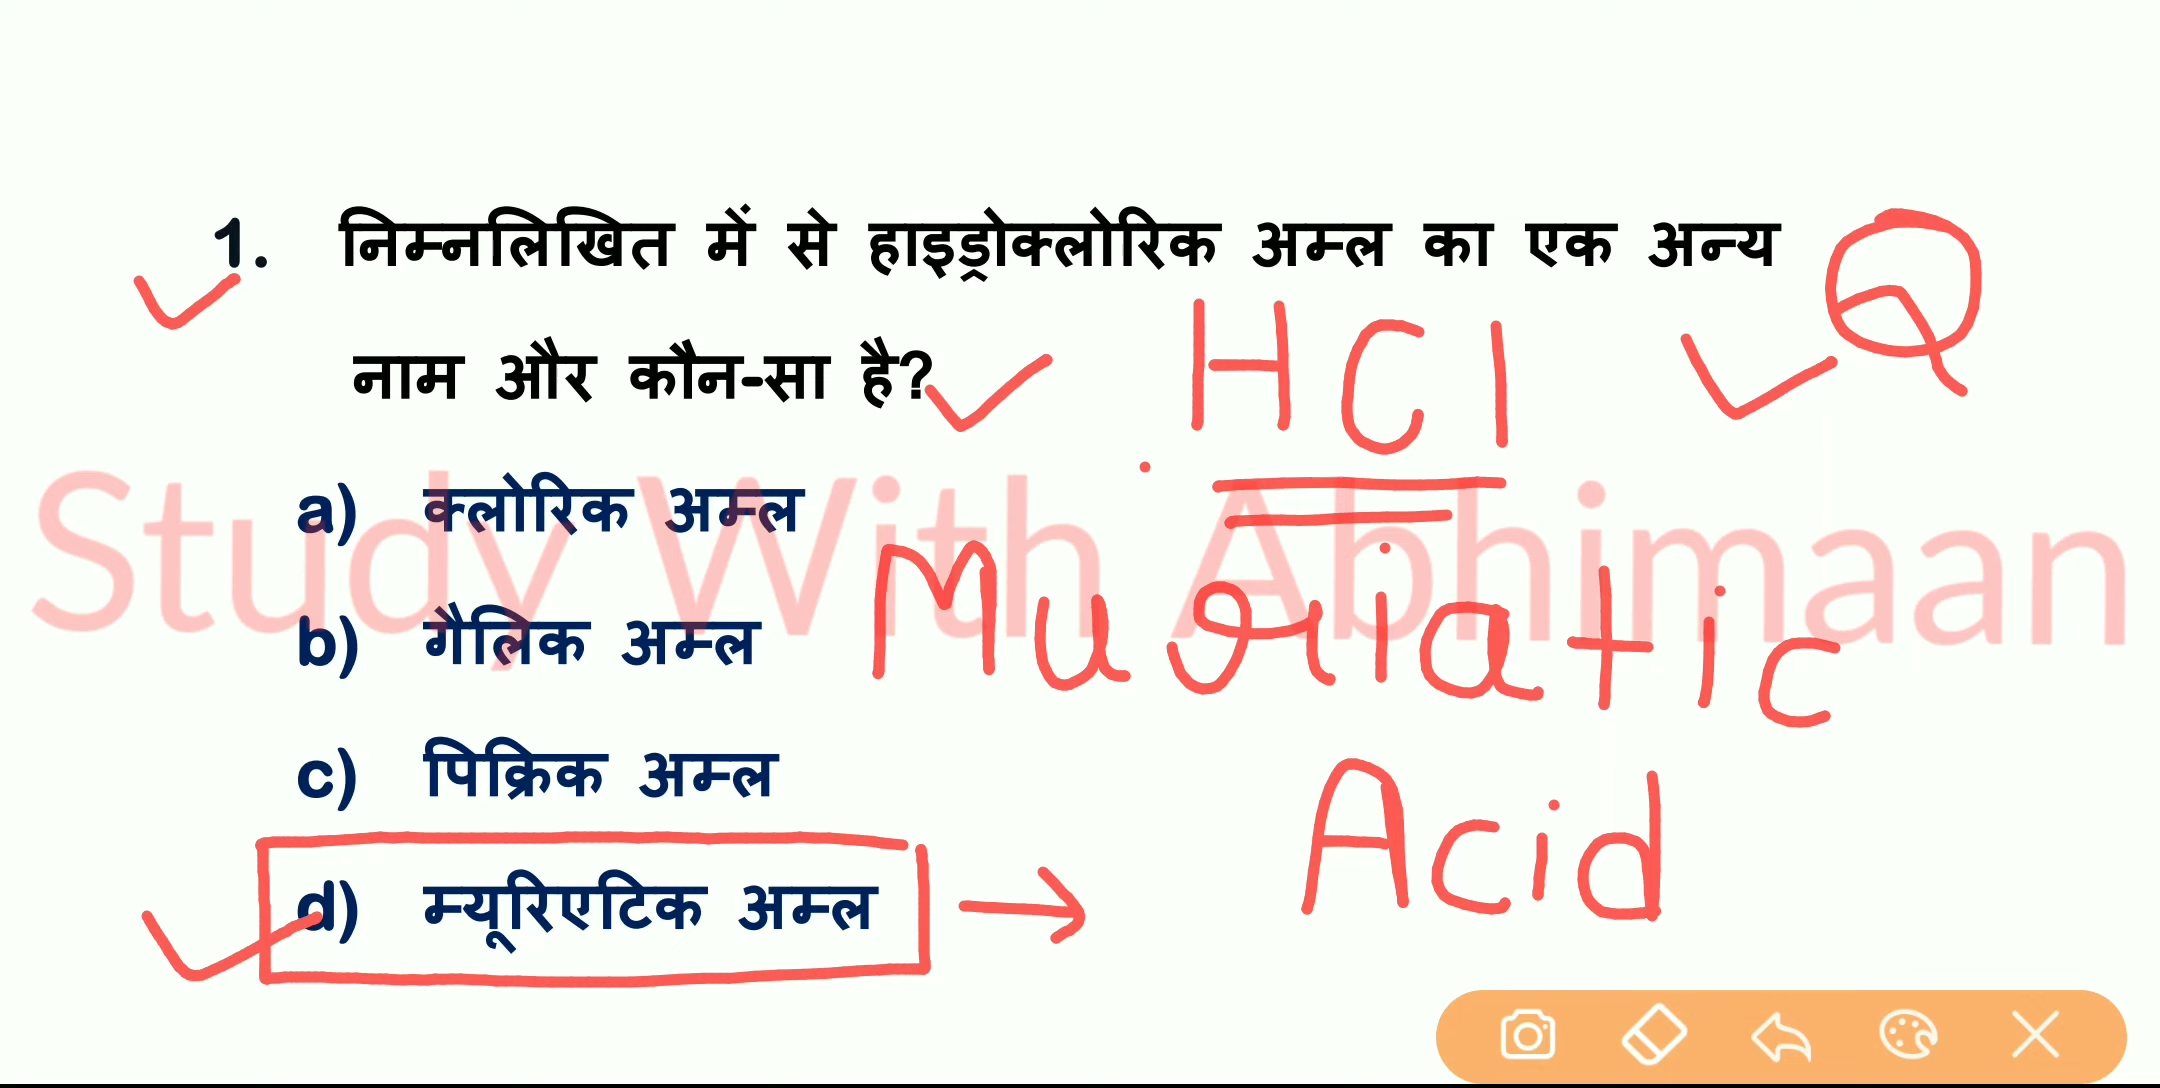 1. निम्नलिखित में से हाइड्रोक्लोरिक अम्ल का एक अन्य
नाम और कौन-सा है?
HCl
Q
a) क्लोरिक अम्ल
Study With Abhimaan
b) गैलिक अम्ल
Muriatic
c) पिक्रिक अम्ल
Acid
d) म्यूरिएटिक अम्ल